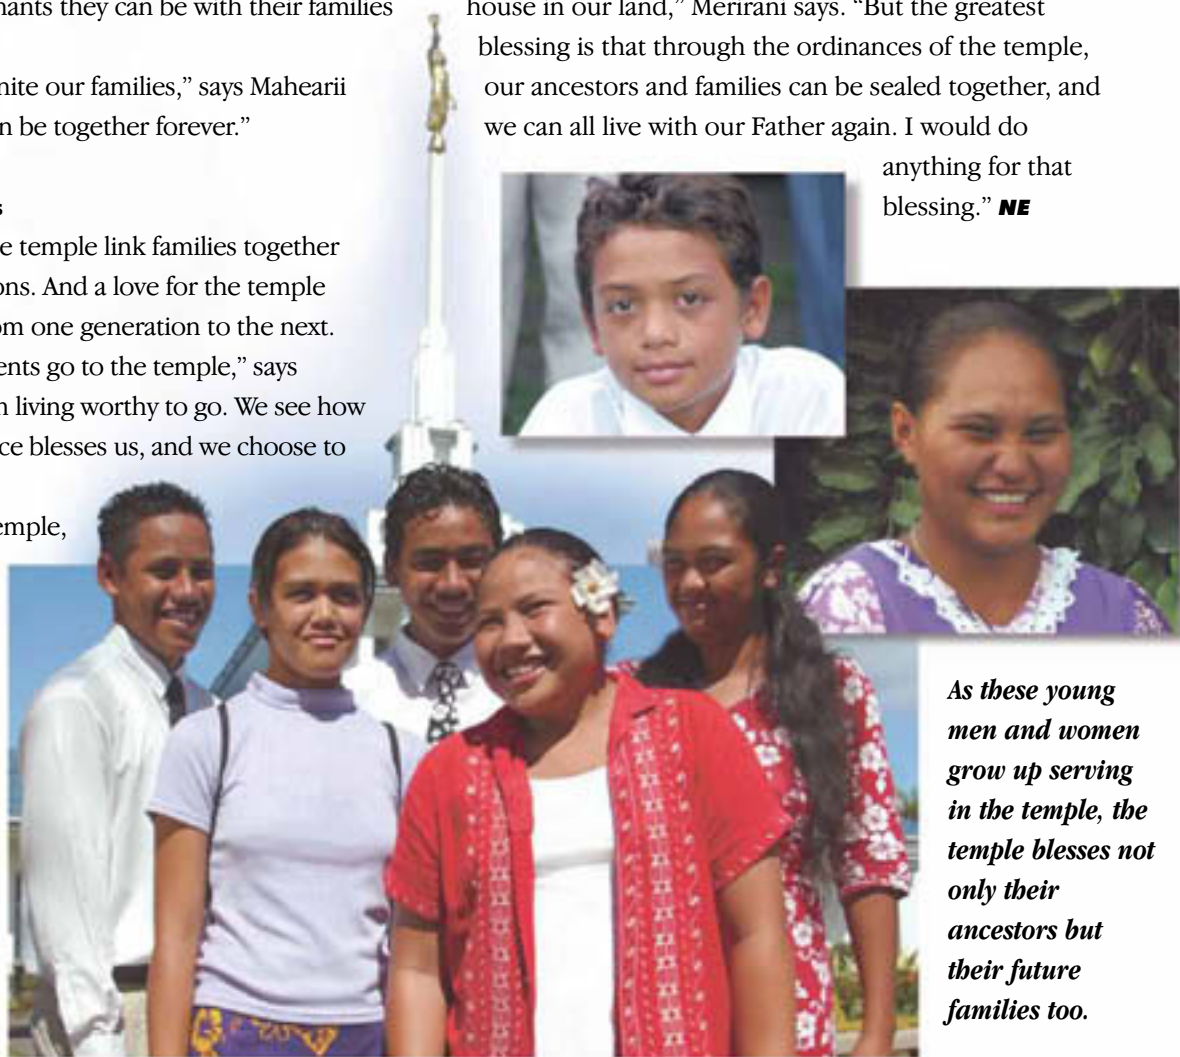 ants they can be with their families
nite our families,” says Mahearii
n be together forever.”
s
e temple link families together
ons. And a love for the temple
om one generation to the next.
ents go to the temple,” says
living worthy to go. We see how
ce blesses us, and we choose to
emple,
house in our land,” Merirani says. “But the greatest
blessing is that through the ordinances of the temple,
our ancestors and families can be sealed together, and
we can all live with our Father again. I would do
anything for that
blessing.” NE
As these young
men and women
grow up serving
in the temple, the
temple blesses not
only their
ancestors but
their future
families too.